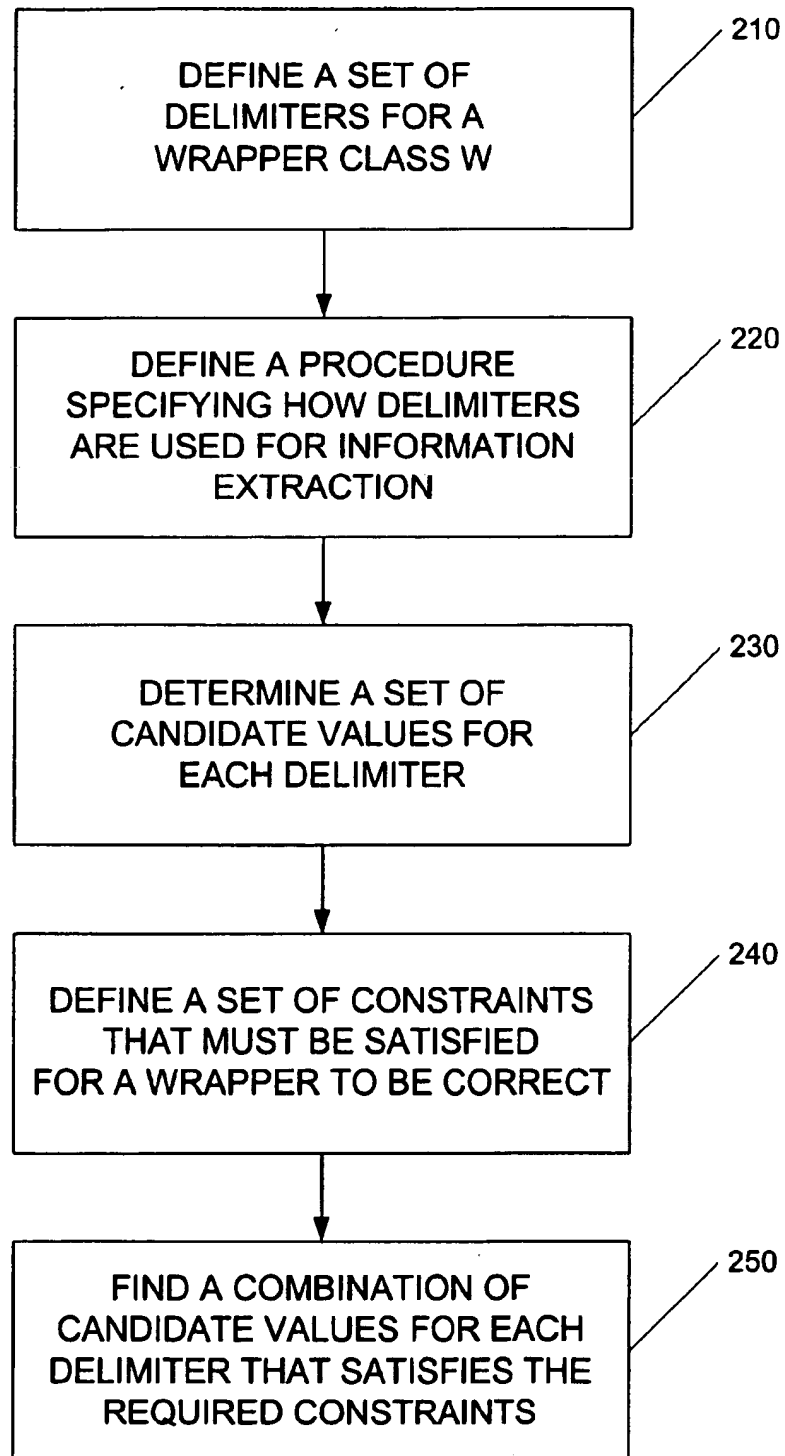 DEFINE A SET OF
DELIMITERS FOR A
WRAPPER CLASS W
210
DEFINE A PROCEDURE
SPECIFYING HOW DELIMITERS
ARE USED FOR INFORMATION
EXTRACTION
220
DETERMINE A SET OF
CANDIDATE VALUES FOR
EACH DELIMITER
230
DEFINE A SET OF CONSTRAINTS
THAT MUST BE SATISFIED
FOR A WRAPPER TO BE CORRECT
240
FIND A COMBINATION OF
CANDIDATE VALUES FOR EACH
DELIMITER THAT SATISFIES THE
REQUIRED CONSTRAINTS
250